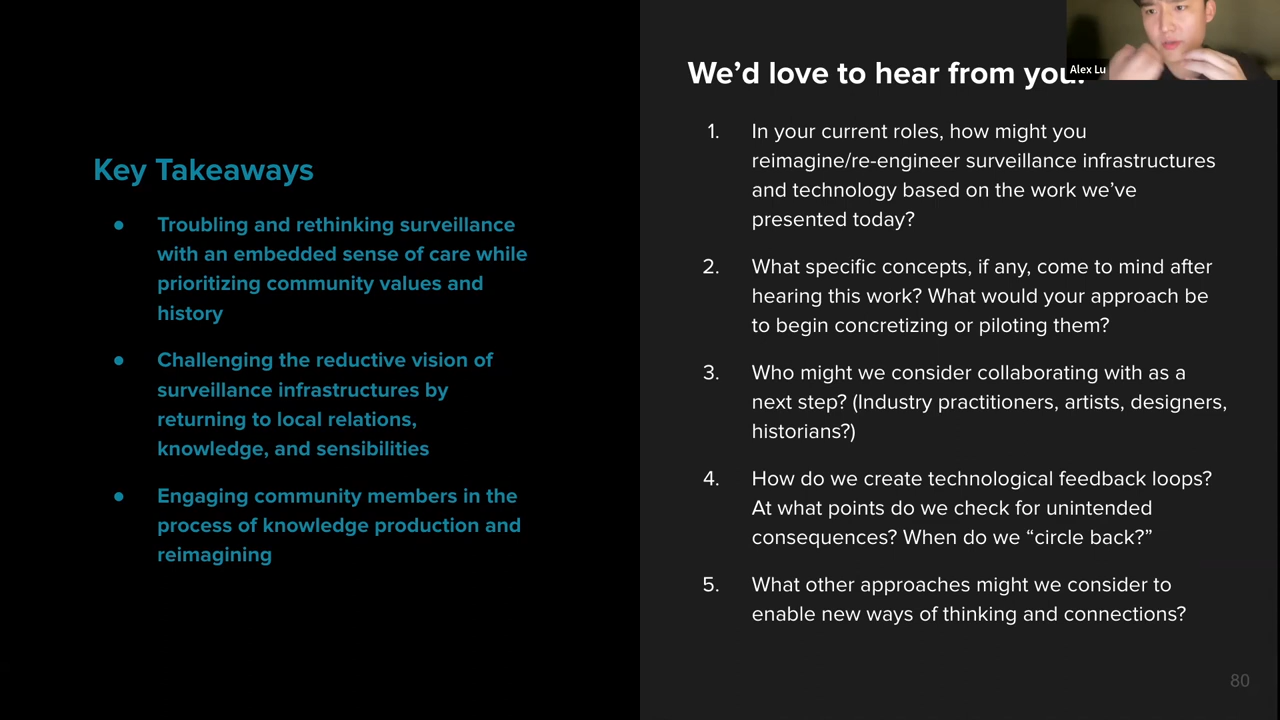 Key Takeaways
● Troubling and rethinking surveillance
with an embedded sense of care while
prioritizing community values and
history
● Challenging the reductive vision of
surveillance infrastructures by
returning to local relations,
knowledge, and sensibilities
● Engaging community members in the
process of knowledge production and
reimagining
We’d love to hear from you.
Alex Lu
1. In your current roles, how might you
reimagine/re-engineer surveillance infrastructures
and technology based on the work we’ve
presented today?
2. What specific concepts, if any, come to mind after
hearing this work? What would your approach be
to begin concretizing or piloting them?
3. Who might we consider collaborating with as a
next step? (Industry practitioners, artists, designers,
historians?)
4. How do we create technological feedback loops?
At what points do we check for unintended
consequences? When do we “circle back?”
5. What other approaches might we consider to
enable new ways of thinking and connections?
80